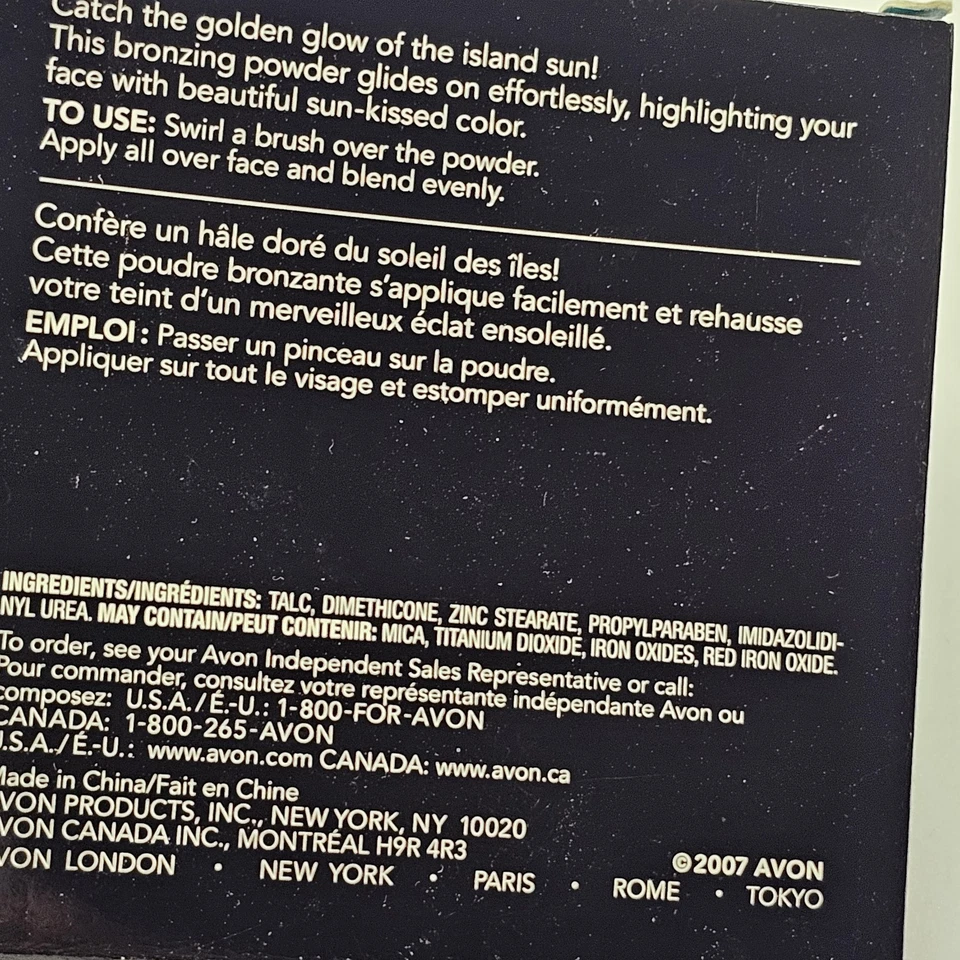 Catch the golden glow of the island sun!
This bronzing powder glides on effortlessly, highlighting your
face with beautiful sun-kissed color.
TO USE: Swirl a brush over the powder.
Apply all over face and blend evenly.
Confère un hâle doré du soleil des îles!
Cette poudre bronzante s'applique facilement et rehausse
votre teint d'un merveilleux éclat ensoleillé.
EMPLOI : Passer un pinceau sur la poudre.
Appliquer sur tout le visage et estomper uniformément.
INGREDIENTS/INGRÉDIENTS: TALC, DIMETHICONE, ZINC STEARATE, PROPYLPARABEN, IMIDAZOLIDI-
NYL UREA. MAY CONTAIN/PEUT CONTENIR: MICA, TITANIUM DIOXIDE, IRON OXIDES, RED IRON OXIDE.
To order, see your Avon Independent Sales Representative or call:
Pour commander, consultez votre représentante indépendante Avon ou
composez: U.S.A./É.-U.: 1-800-FOR-AVON
CANADA: 1-800-265-AVON
U.S.A./É.-U.: www.avon.com CANADA: www.avon.ca
Made in China/Fait en Chine
AVON PRODUCTS, INC., NEW YORK, NY 10020
AVON CANADA INC., MONTRÉAL H9R 4R3
©2007 AVON
AVON LONDON • NEW YORK • PARIS • ROME • TOKYO